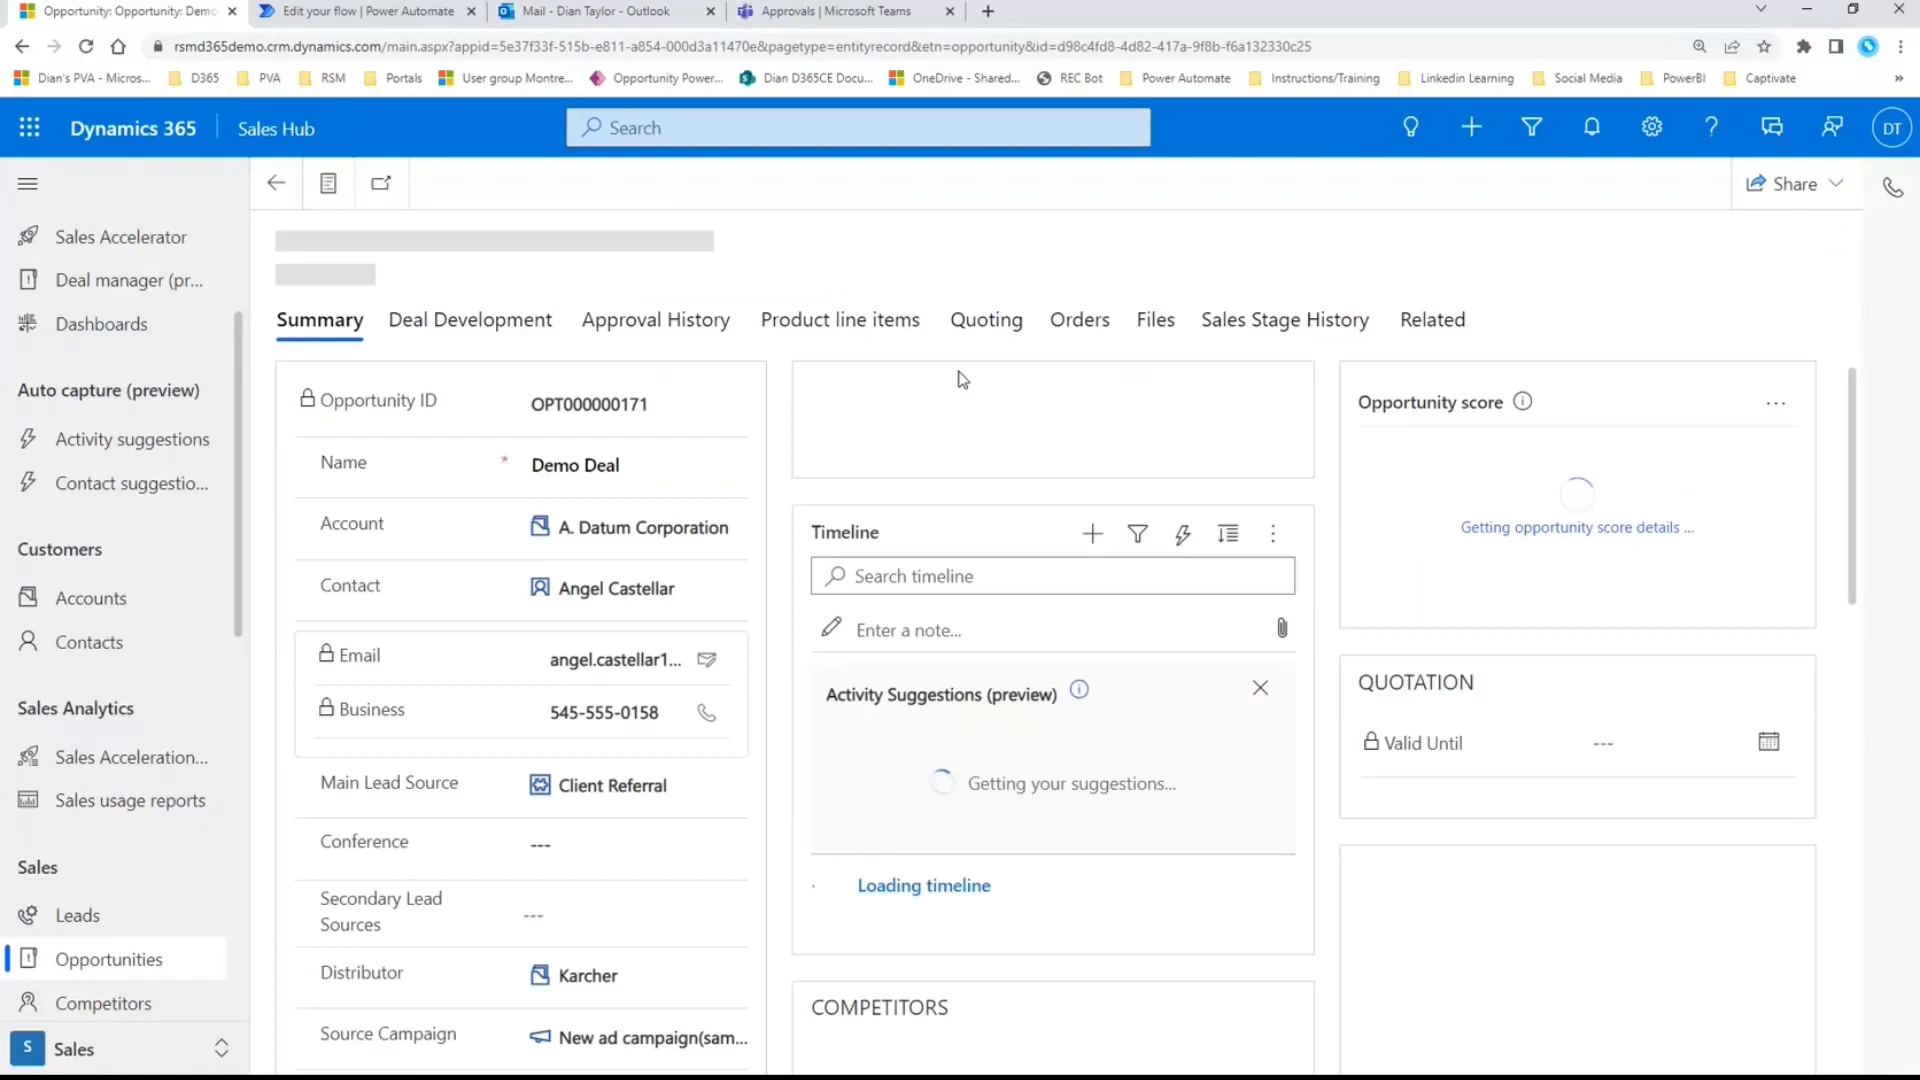 Opportunity: Opportunity: Demo
Edit your flow | Power Automate
Mail - Dian Taylor - Outlook
Approvals | Microsoft Teams
rsmd365demo.crm.dynamics.com/main.aspx?appid=5e37f33f-515b-e811-a854-000d3a11470e&pagetype=entityrecord&etn=opportunity&id=d98c4fd8-4d82-417a-9f8b-f6a132330c25
Dian's PVA - Micros...
D365
PVA
RSM
Portals
User group Montre...
Opportunity Power...
Dian D365CE Docu...
OneDrive - Shared...
REC Bot
Power Automate
Instructions/Training
Linkedin Learning
Social Media
PowerBI
Captivate
Dynamics 365
Sales Hub
Search
DT
Share
Sales Accelerator
Deal manager (pr...
Dashboards
Auto capture (preview)
Activity suggestions
Contact suggestio...
Customers
Accounts
Contacts
Sales Analytics
Sales Acceleration...
Sales usage reports
Sales
Leads
Opportunities
Competitors
S
Sales
Summary
Deal Development
Approval History
Product line items
Quoting
Orders
Files
Sales Stage History
Related
Opportunity ID
OPT000000171
Name
*
Demo Deal
Account
A. Datum Corporation
Contact
Angel Castellar
Email
angel.castellar1...
Business
545-555-0158
Main Lead Source
Client Referral
Conference
---
Secondary Lead
Sources
---
Distributor
Karcher
Source Campaign
New ad campaign(sam...
Timeline
Search timeline
Enter a note...
Activity Suggestions (preview)
Getting your suggestions...
Loading timeline
COMPETITORS
Opportunity score
Getting opportunity score details ...
QUOTATION
Valid Until
---